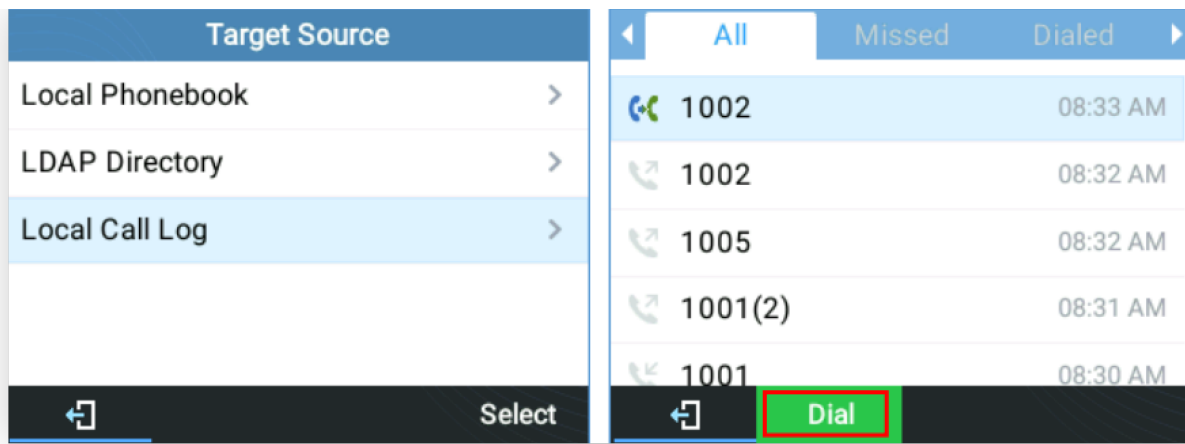 Target Source
Local Phonebook
LDAP Directory
Local Call Log
Select
All Missed Dialed
1002 08:33 AM
1002 08:32 AM
1005 08:32 AM
1001(2) 08:31 AM
1001 08:30 AM
Dial